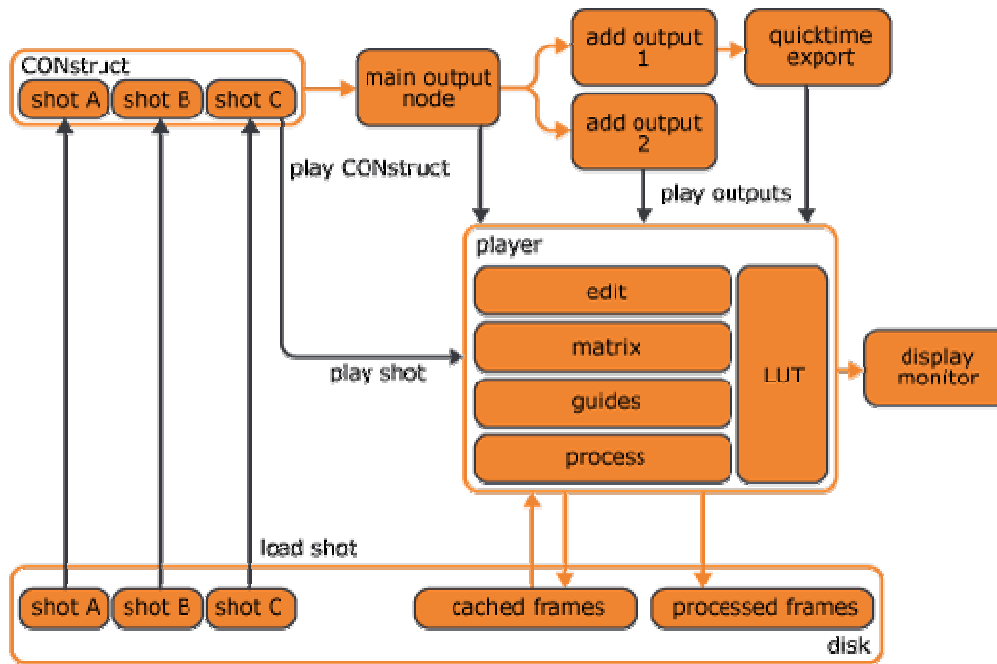 CONstruct
shot A
shot B
shot C
main output
node
add output
1
add output
2
quicktime
export
play CONstruct
play outputs
player
edit
matrix
guides
process
LUT
play shot
display
monitor
load shot
shot A
shot B
shot C
cached frames
processed frames
disk